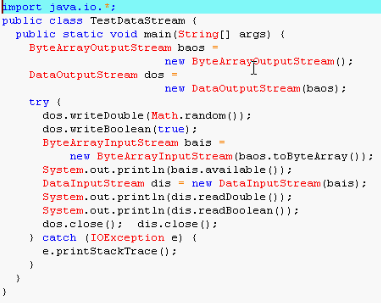 import java.io.*;
public class TestDataStream {
  public static void main(String[] args) {
    ByteArrayOutputStream baos =
                        new ByteArrayOutputStream();
    DataOutputStream dos =
                        new DataOutputStream(baos);
    try {
      dos.writeDouble(Math.random());
      dos.writeBoolean(true);
      ByteArrayInputStream bais =
          new ByteArrayInputStream(baos.toByteArray());
      System.out.println(bais.available());
      DataInputStream dis = new DataInputStream(bais);
      System.out.println(dis.readDouble());
      System.out.println(dis.readBoolean());
      dos.close();  dis.close();
    } catch (IOException e) {
      e.printStackTrace();
    }
  }
}